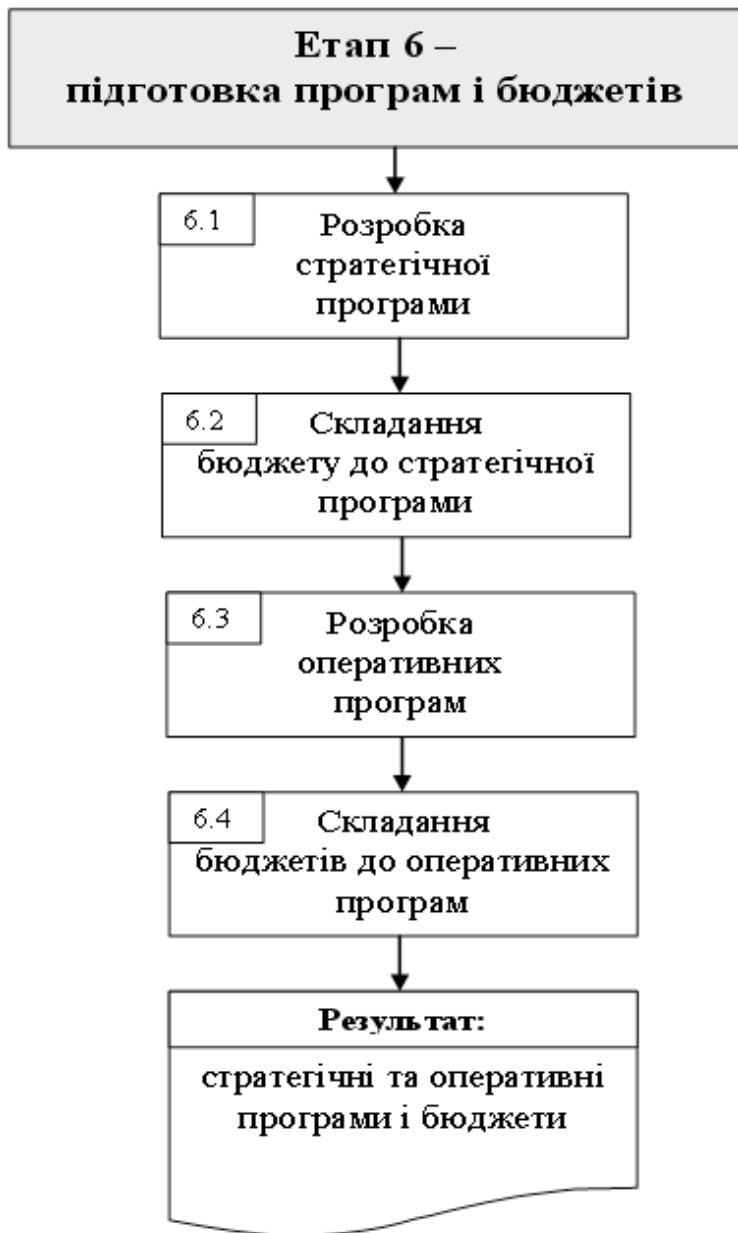 Етап 6 –
підготовка програм і бюджетів
6.1
Розробка
стратегічної
програми
6.2
Складання
бюджету до стратегічної
програми
6.3
Розробка
оперативних
програм
6.4
Складання
бюджетів до оперативних
програм
Результат:
стратегічні та оперативні
програми і бюджети